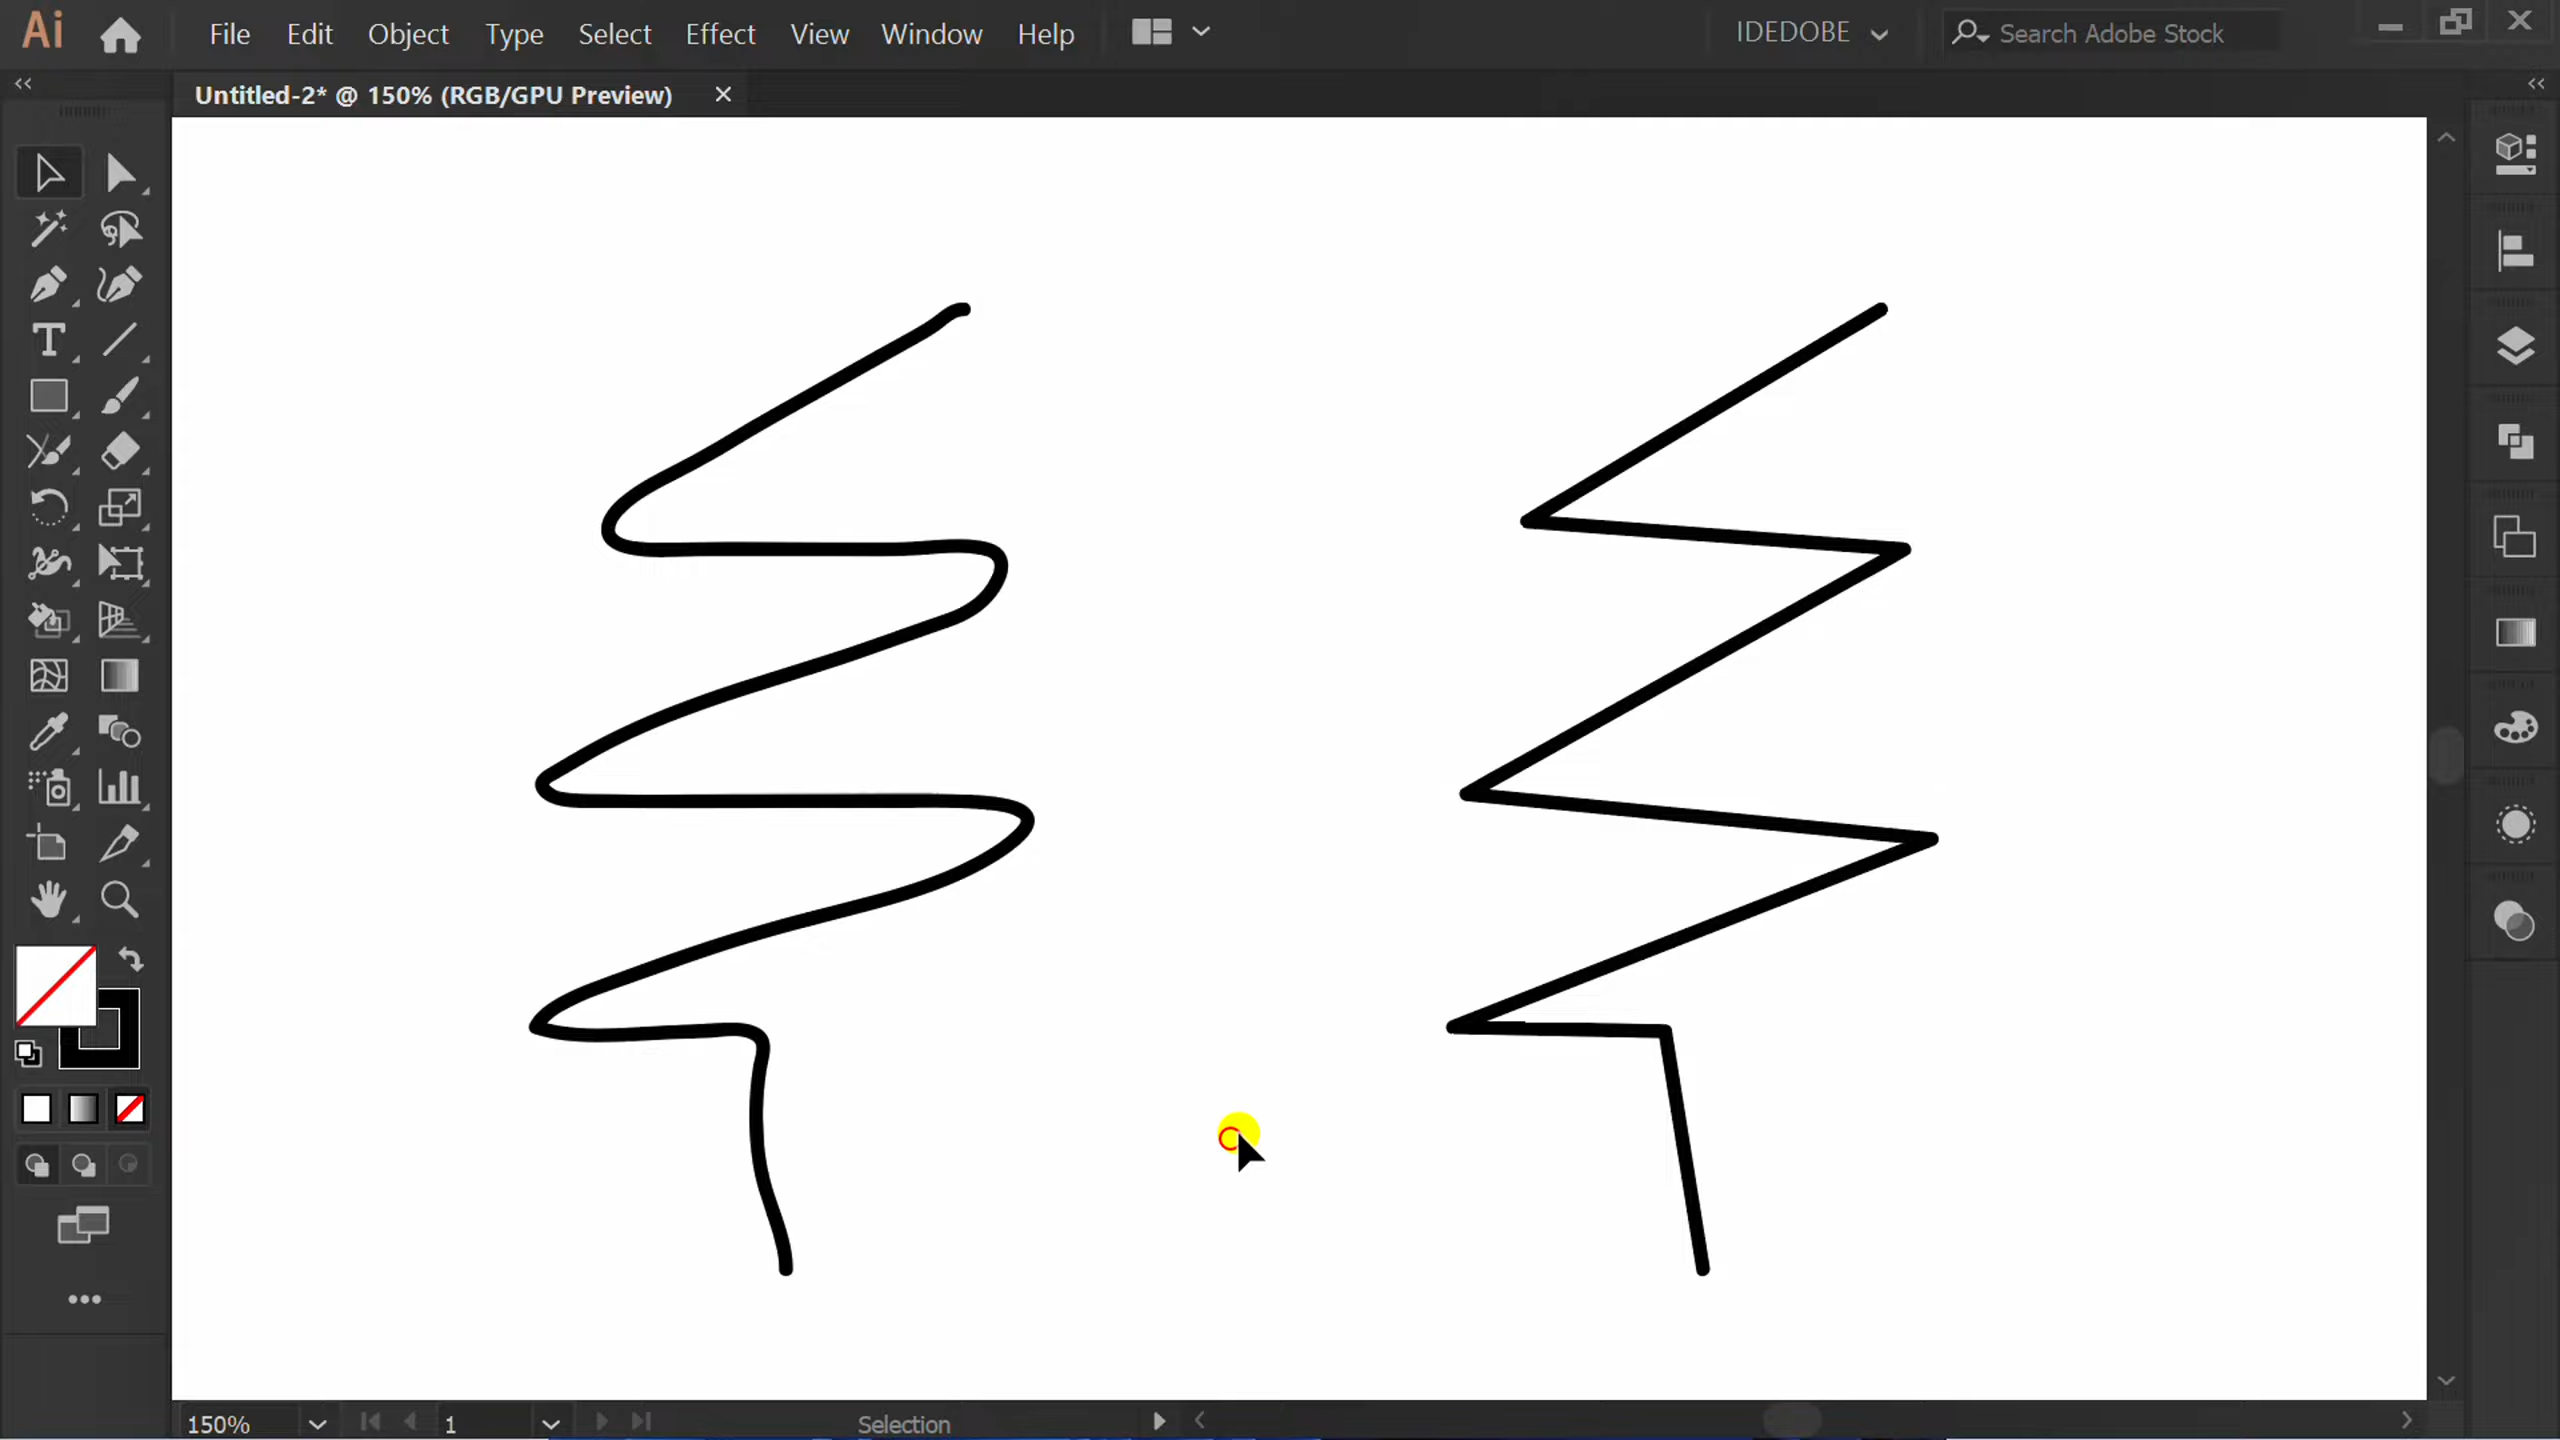 Ai File Edit Object Type Select Effect View Window Help IDEDOBE Search Adobe Stock
Untitled-2* @ 150% (RGB/GPU Preview)
T
150% 1 Selection